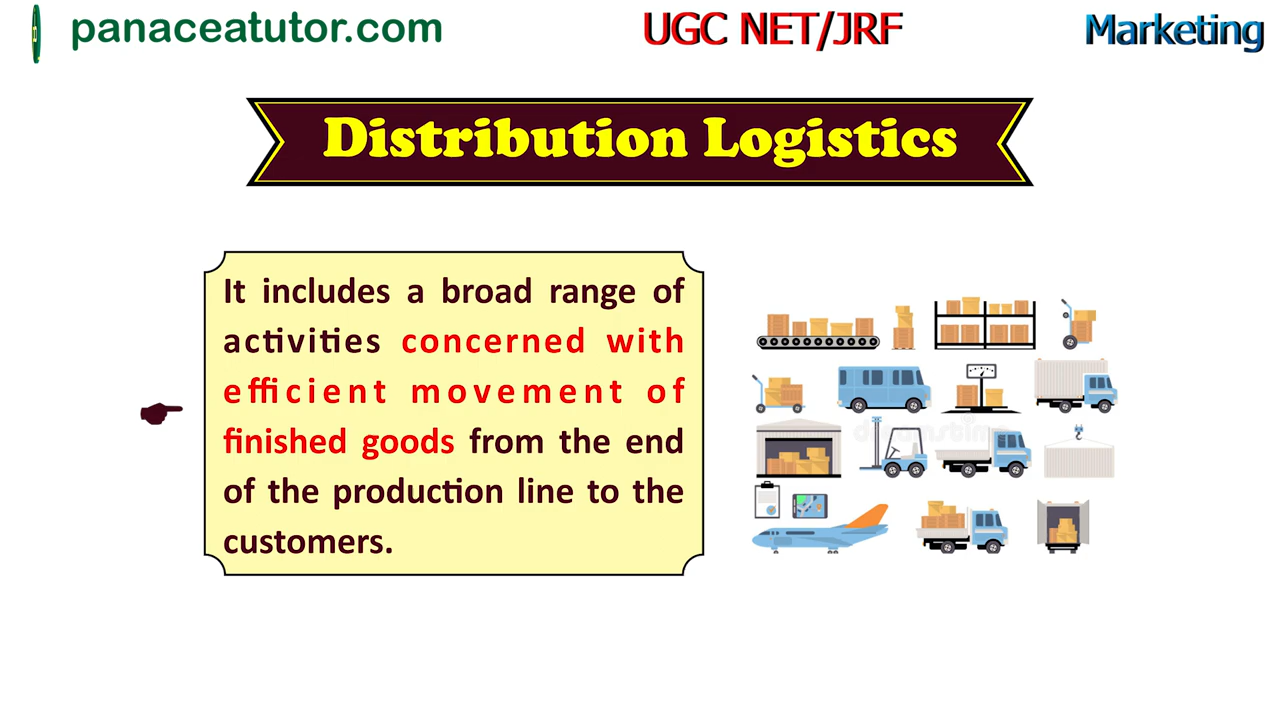 panaceatutor.com
UGC NET/JRF
Marketing
Distribution Logistics
It includes a broad range of
activities concerned with
efficient movement of
finished goods from the end
of the production line to the
customers.
dreamstime